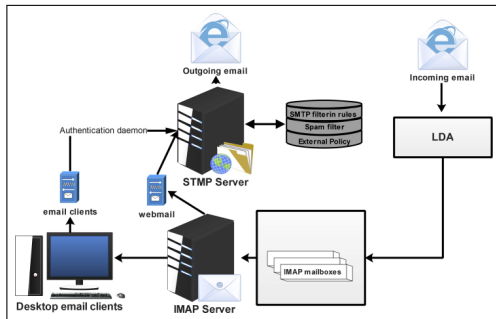 Outgoing email
Incoming email
SMTP filterin rules
Spam filter
External Policy
Authentication daemon
LDA
STMP Server
email clients
webmail
IMAP mailboxes
Desktop email clients
IMAP Server